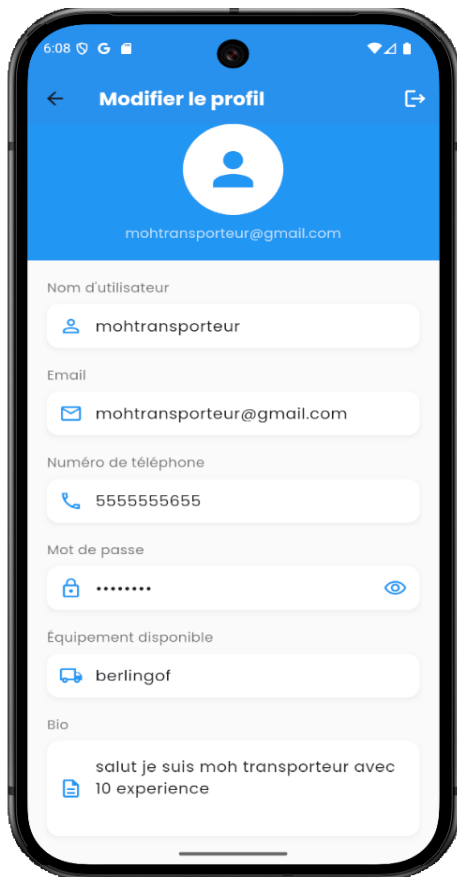 6:08
Modifier le profil
mohtransporteur@gmail.com
Nom d'utilisateur
mohtransporteur
Email
mohtransporteur@gmail.com
Numéro de téléphone
5555555655
Mot de passe
••••••••
Équipement disponible
berlingof
Bio
salut je suis moh transporteur avec
10 experience